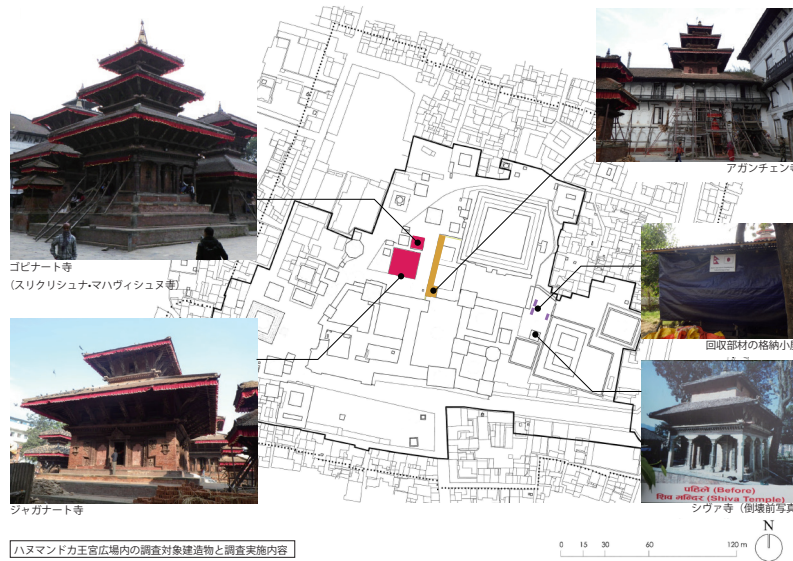 アガンチェン寺
ゴピナート寺
(スリクリシュナ・マハヴィシュヌ寺)
回収部材の格納小屋
ジャガナート寺
पहिले (Before)
शिव मन्दिर (Shiva Temple)
シヴァ寺（倒壊前写真
ハヌマンドカ王宮広場内の調査対象建造物と調査実施内容
0 15 30 60 120 m
N